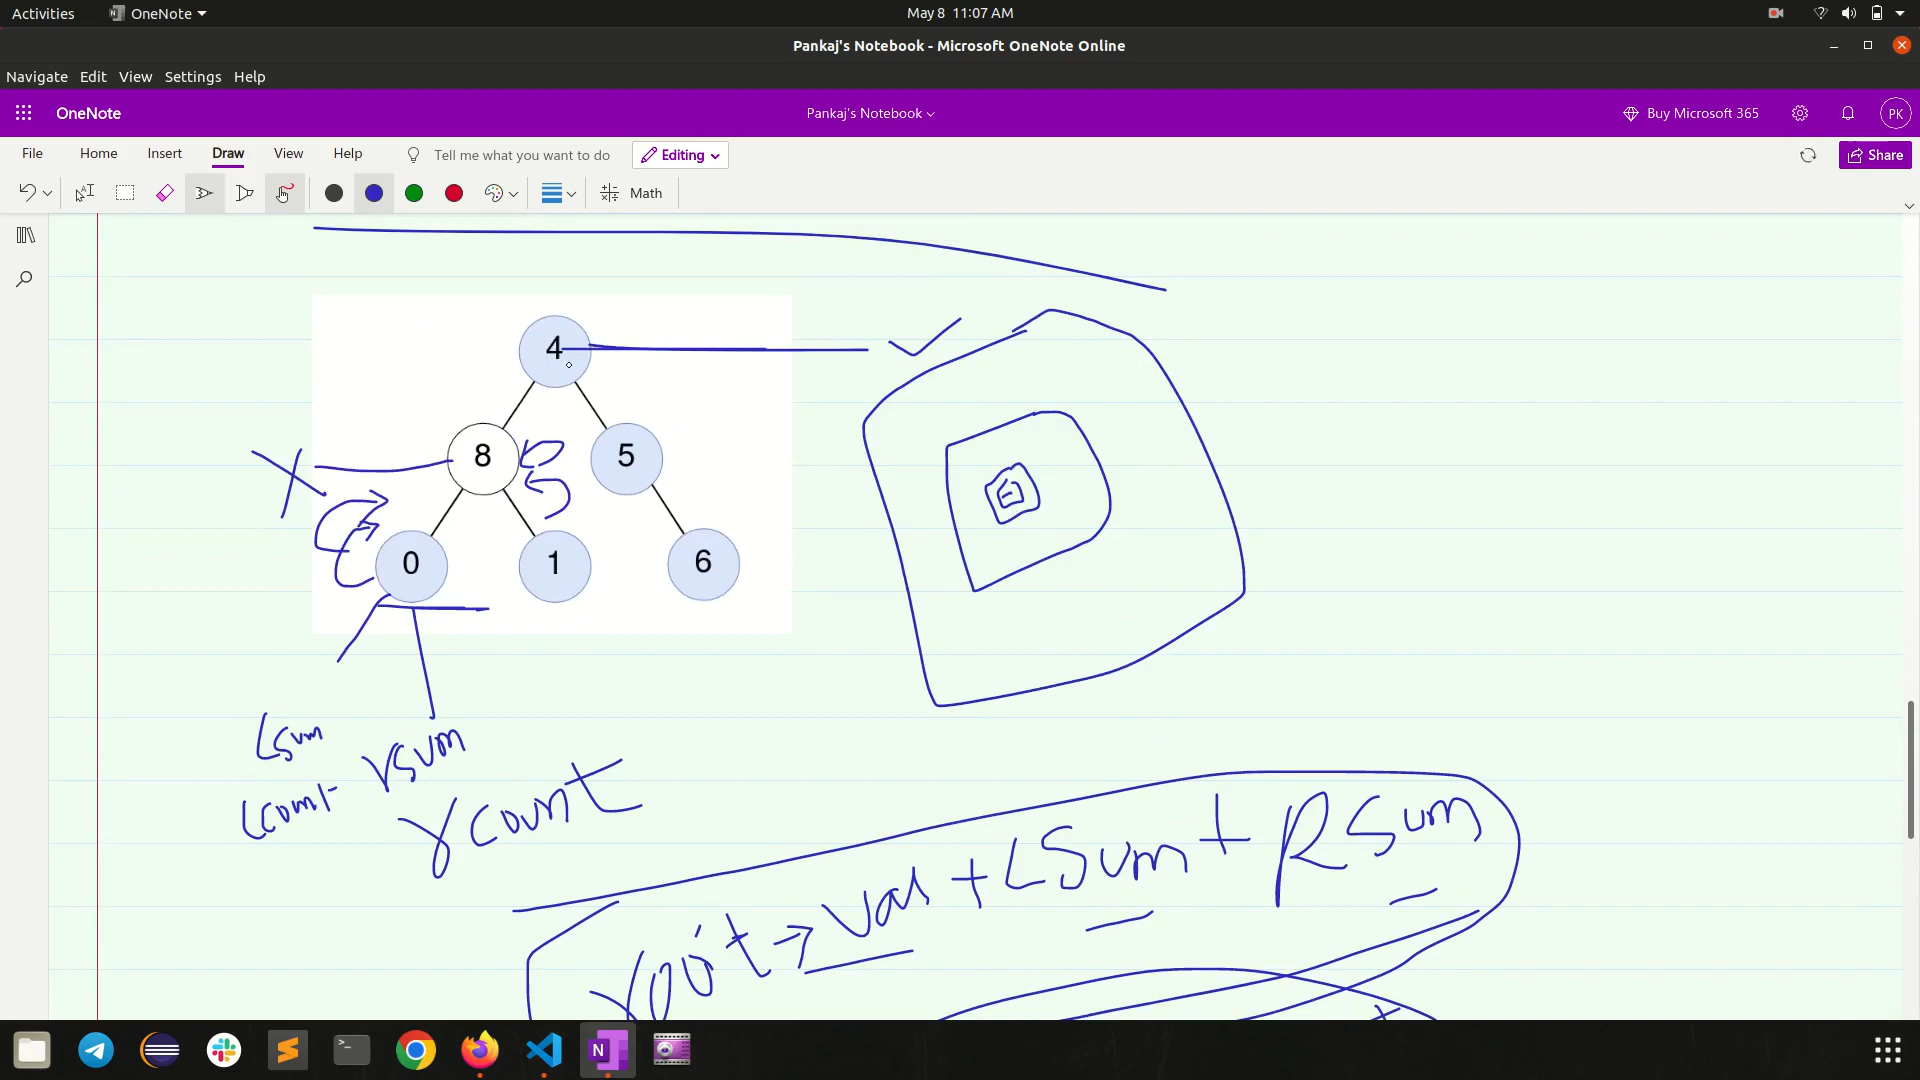 Activities OneNote May 8 11:07 AM
Pankaj's Notebook - Microsoft OneNote Online
Navigate Edit View Settings Help
OneNote Pankaj's Notebook Buy Microsoft 365 PK
File Home Insert Draw View Help Tell me what you want to do Editing Share
Math
4
8 5
0 1 6
Lsum
rsum
Lcount
rcount
root→val + LSum + RSum
>_ N